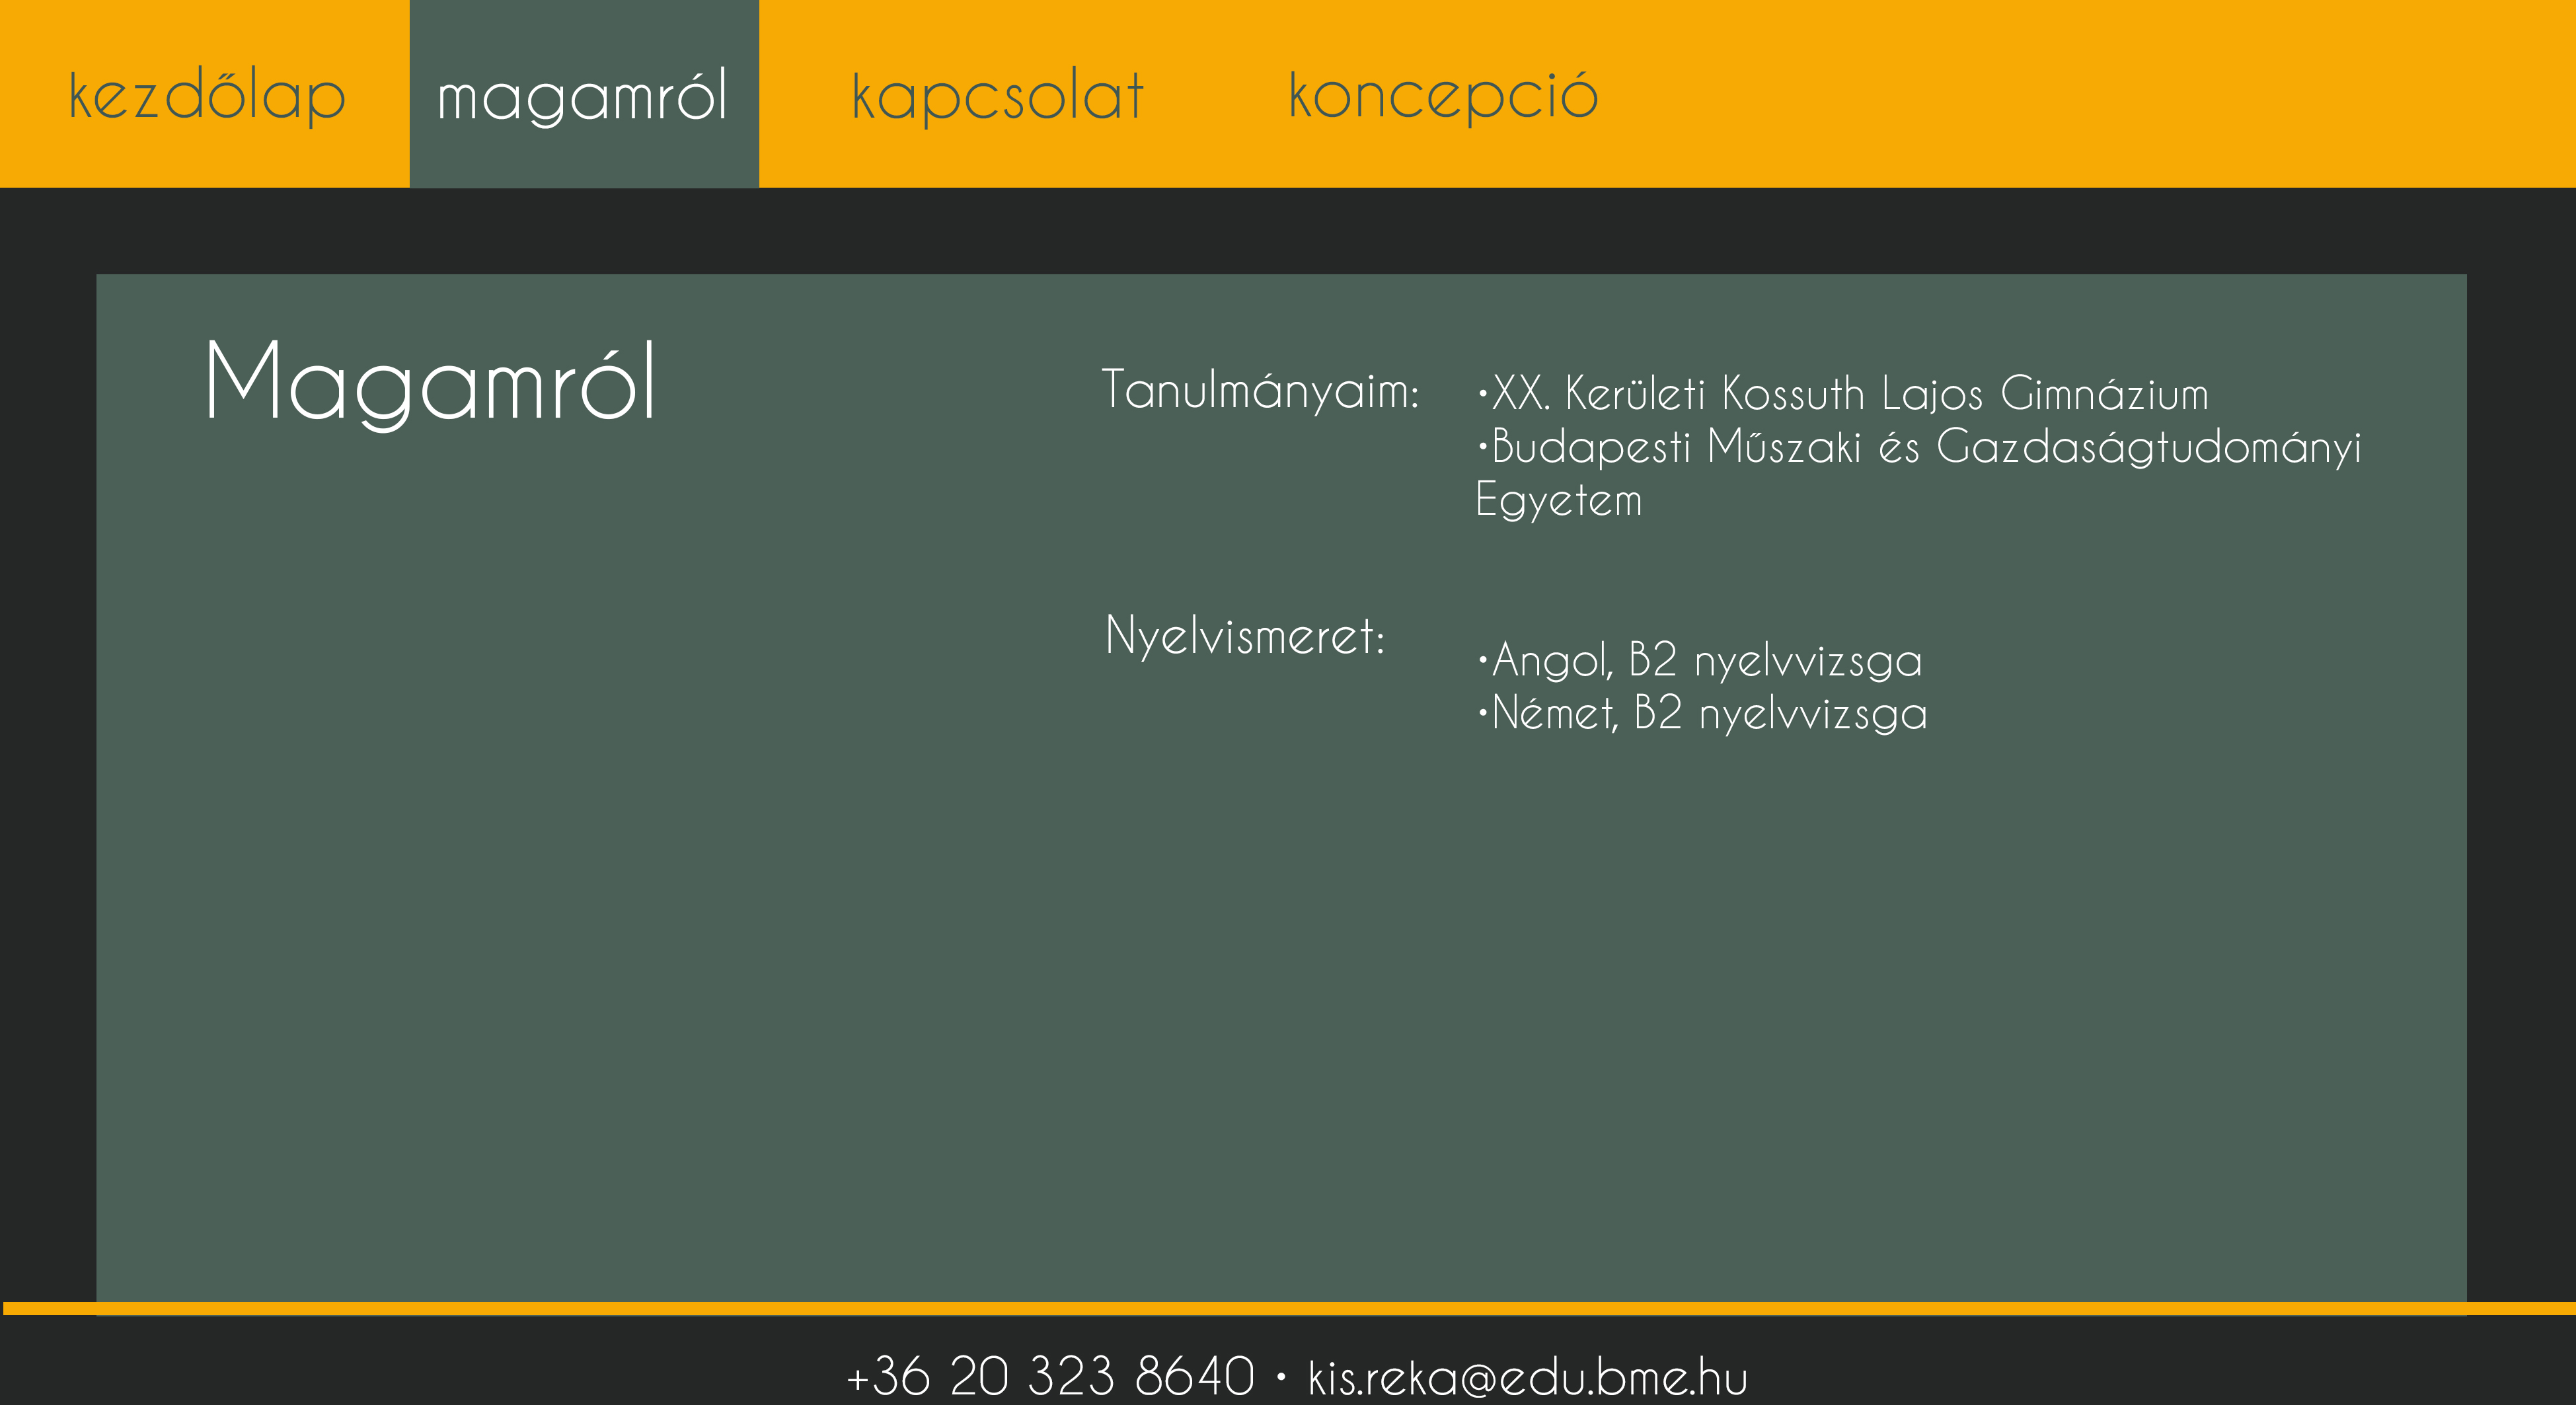 kezdőlap magamról kapcsolat koncepció
Magamról
Tanulmányaim:
•XX. Kerületi Kossuth Lajos Gimnázium
•Budapesti Műszaki és Gazdaságtudományi
Egyetem
Nyelvismeret:
•Angol, B2 nyelvvizsga
•Német, B2 nyelvvizsga
+36 20 323 8640 • kis.reka@edu.bme.hu